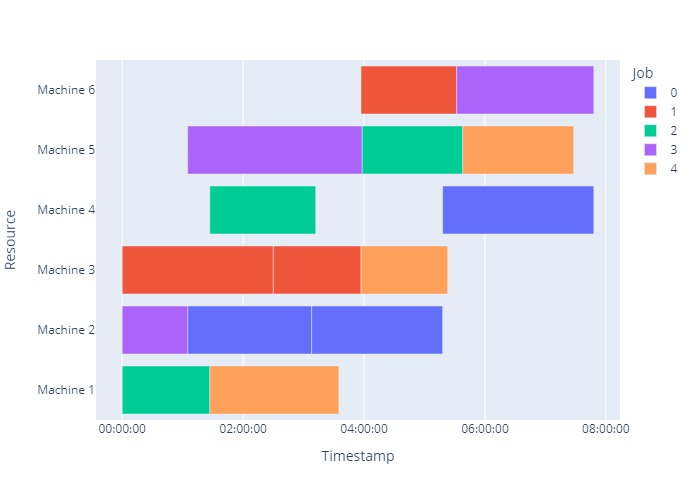 Job
0
1
2
3
4
Resource
Machine 6
Machine 5
Machine 4
Machine 3
Machine 2
Machine 1
00:00:00 02:00:00 04:00:00 06:00:00 08:00:00
Timestamp